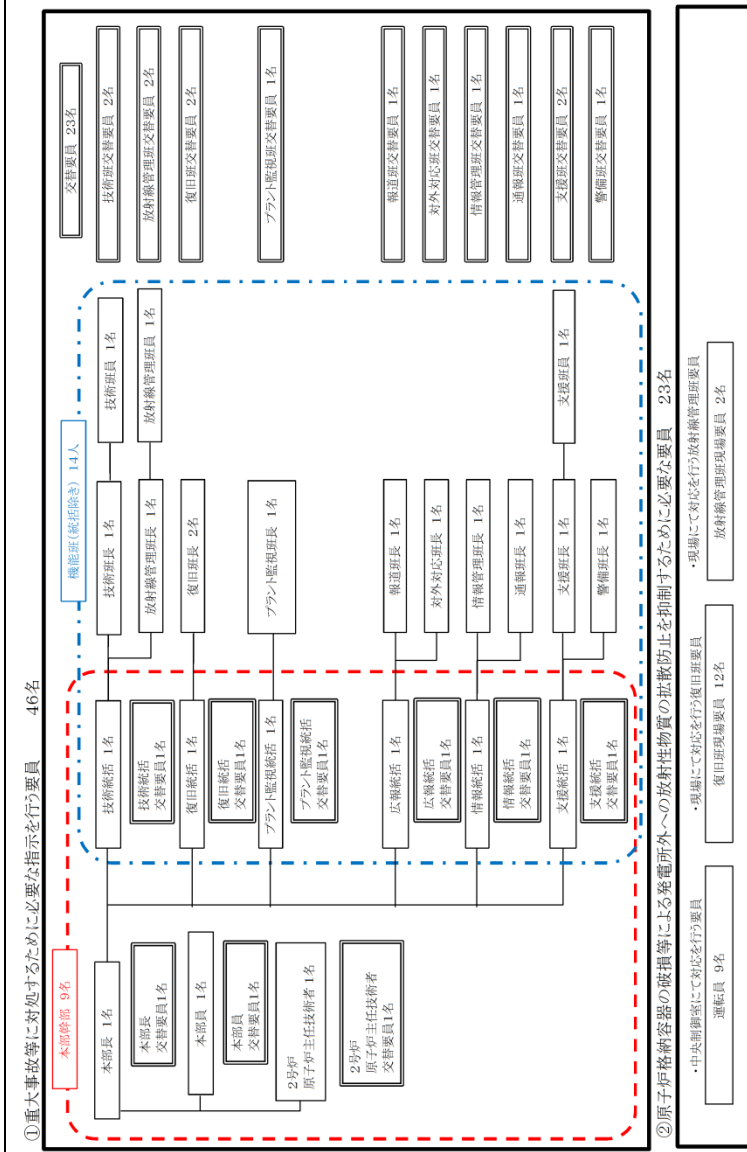 ①重大事故等に対処するために必要な指示を行う要員　46名
本部幹部 9名
機能班(統括除き) 14人
交替要員 23名
本部長 1名
本部長
交替要員1名
本部員 1名
本部員
交替要員1名
2号炉
原子炉主任技術者 1名
2号炉
原子炉主任技術者
交替要員1名
技術統括 1名
技術統括
交替要員1名
復旧統括 1名
復旧統括
交替要員1名
プラント監視統括 1名
プラント監視統括
交替要員1名
広報統括 1名
広報統括
交替要員1名
情報統括 1名
情報統括
交替要員1名
支援統括 1名
支援統括
交替要員1名
技術班長 1名
放射線管理班長 1名
復旧班長 2名
プラント監視班長 1名
報道班長 1名
対外対応班長 1名
情報管理班長 1名
通報班長 1名
支援班長 1名
警備班長 1名
技術班員 1名
放射線管理班員 1名
支援班員 1名
技術班交替要員 2名
放射線管理班交替要員 2名
復旧班交替要員 2名
プラント監視班交替要員 1名
報道班交替要員 1名
対外対応班交替要員 1名
情報管理班交替要員 1名
通報班交替要員 1名
支援班交替要員 2名
警備班交替要員 1名
②原子炉格納容器の破損等による発電所外への放射性物質の拡散防止を抑制するために必要な要員　23名
・中央制御室にて対応を行う要員
運転員 9名
・現場にて対応を行う復旧班要員
復旧班現場要員 12名
・現場にて対応を行う放射線管理班要員
放射線管理班現場要員 2名